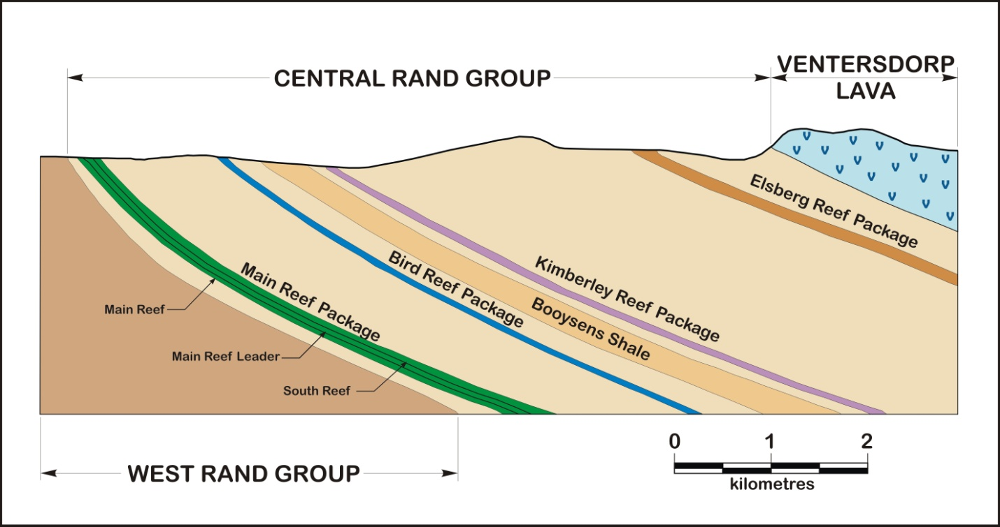 VENTERSDORP
LAVA
CENTRAL RAND GROUP
Elsberg Reef Package
Kimberley Reef Package
Bird Reef Package
Booysens Shale
Main Reef Package
Main Reef
Main Reef Leader
South Reef
0 1 2
kilometres
WEST RAND GROUP